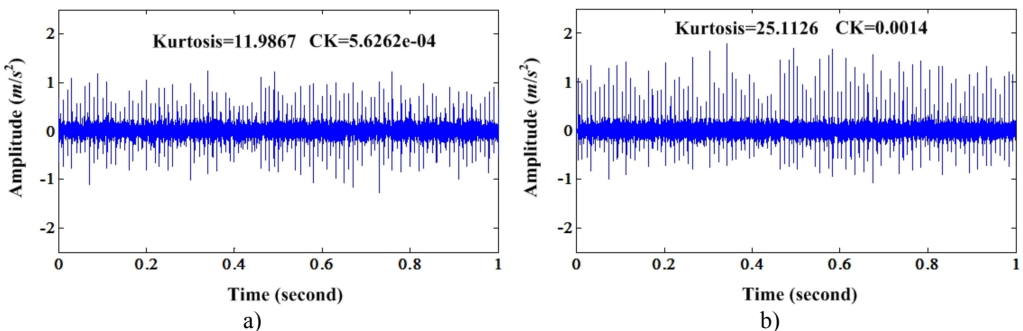 Kurtosis=11.9867 CK=5.6262e-04
Amplitude (m/s²)
2
1
0
-1
-2
0 0.2 0.4 0.6 0.8 1
Time (second)
a)
Kurtosis=25.1126 CK=0.0014
Amplitude (m/s²)
2
1
0
-1
-2
0 0.2 0.4 0.6 0.8 1
Time (second)
b)